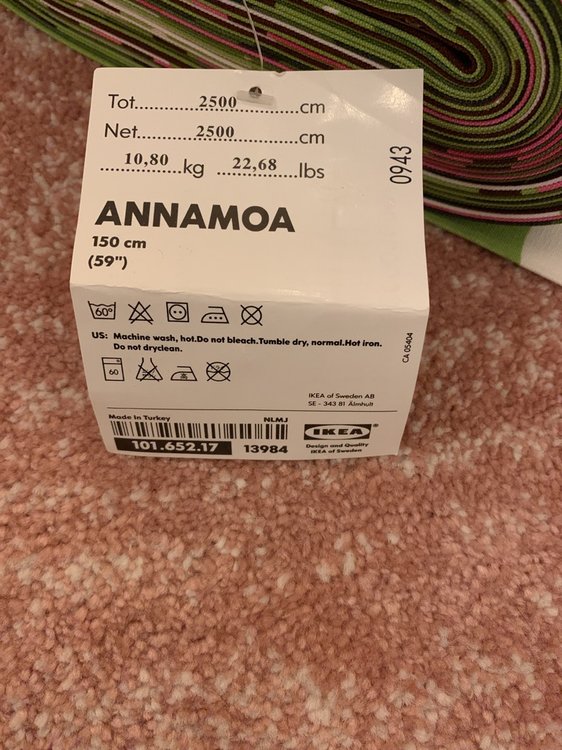 Tot..........2500..............cm
Net..........2500..............cm
10,80 kg 22,68 lbs
0943
ANNAMOA
150 cm
(59")
60°
US: Machine wash, hot.Do not bleach.Tumble dry, normal.Hot iron.
Do not dryclean.
60
CA 05404
IKEA of Sweden AB
SE - 343 81 Älmhult
Made in Turkey NLMJ
101.652.17 13984
IKEA®
Design and Quality
IKEA of Sweden